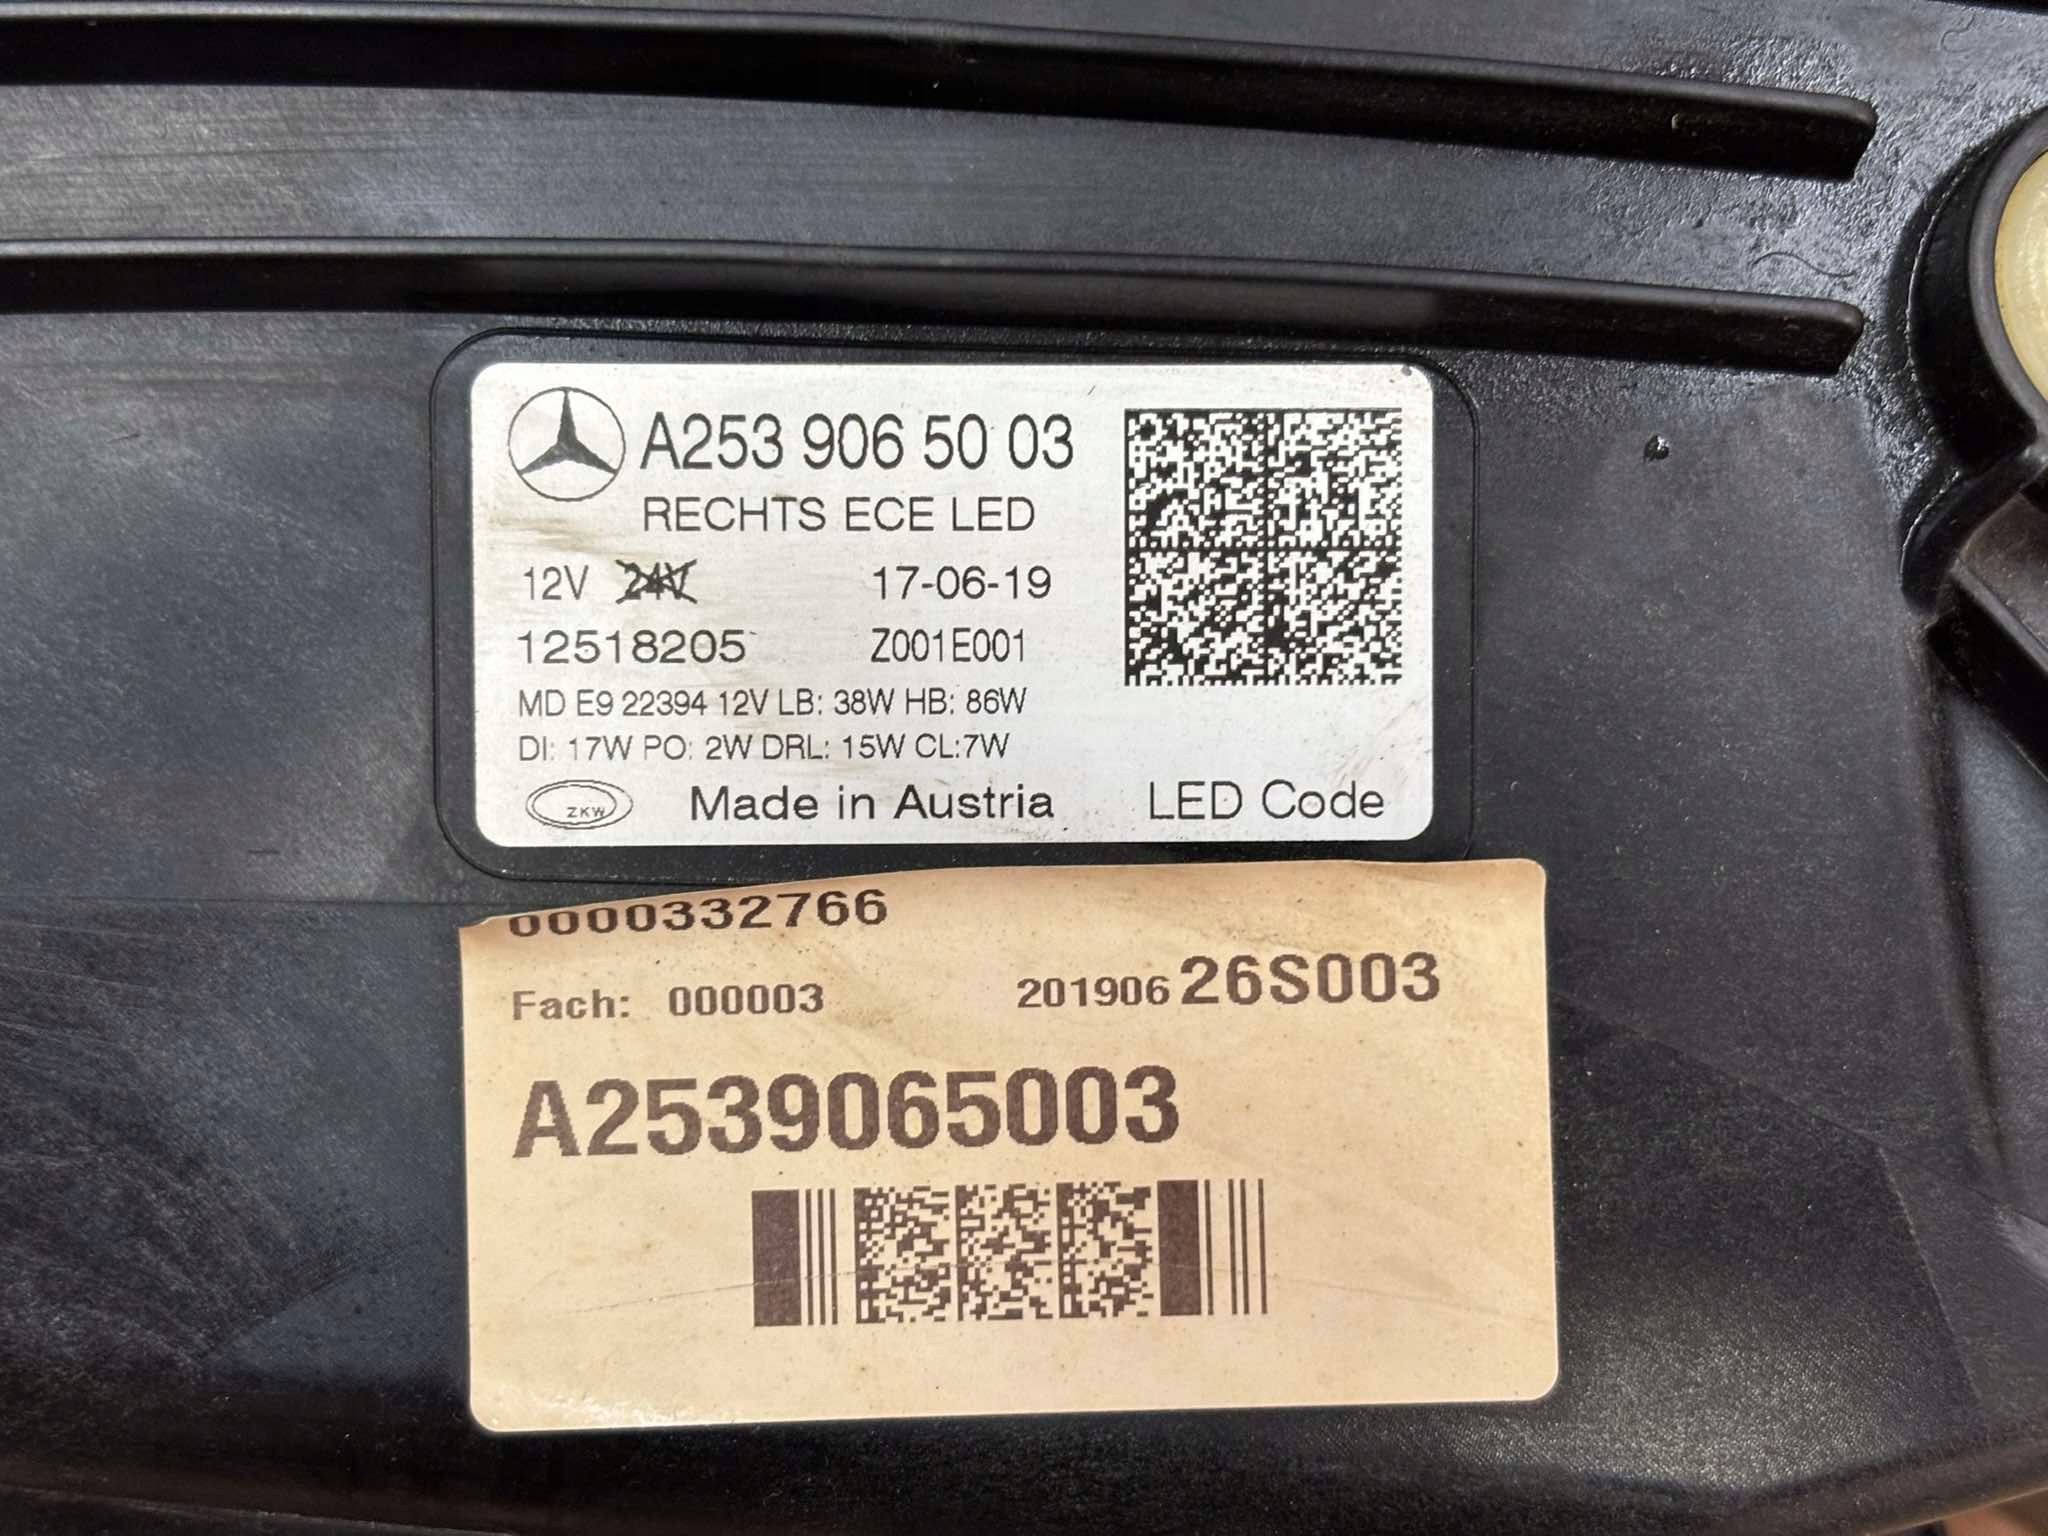 A253 906 50 03
RECHTS ECE LED
12V 24V 17-06-19
12518205 Z001E001
MD E9 22394 12V LB: 38W HB: 86W
DI: 17W PO: 2W DRL: 15W CL:7W
ZKW Made in Austria LED Code
0000332766
Fach: 000003 20190626S003
A2539065003